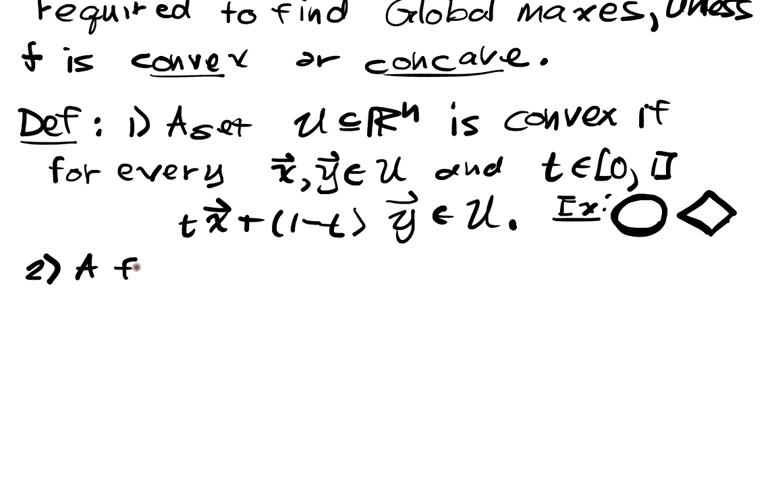 required to find Global maxes, unless
f is convex or concave.
Def: 1) A set U ⊆ ℝⁿ is convex if
for every x⃗, y⃗ ∈ U and t ∈ [0, 1]
t x⃗ + (1-t) y⃗ ∈ U. Ex:
2) A f